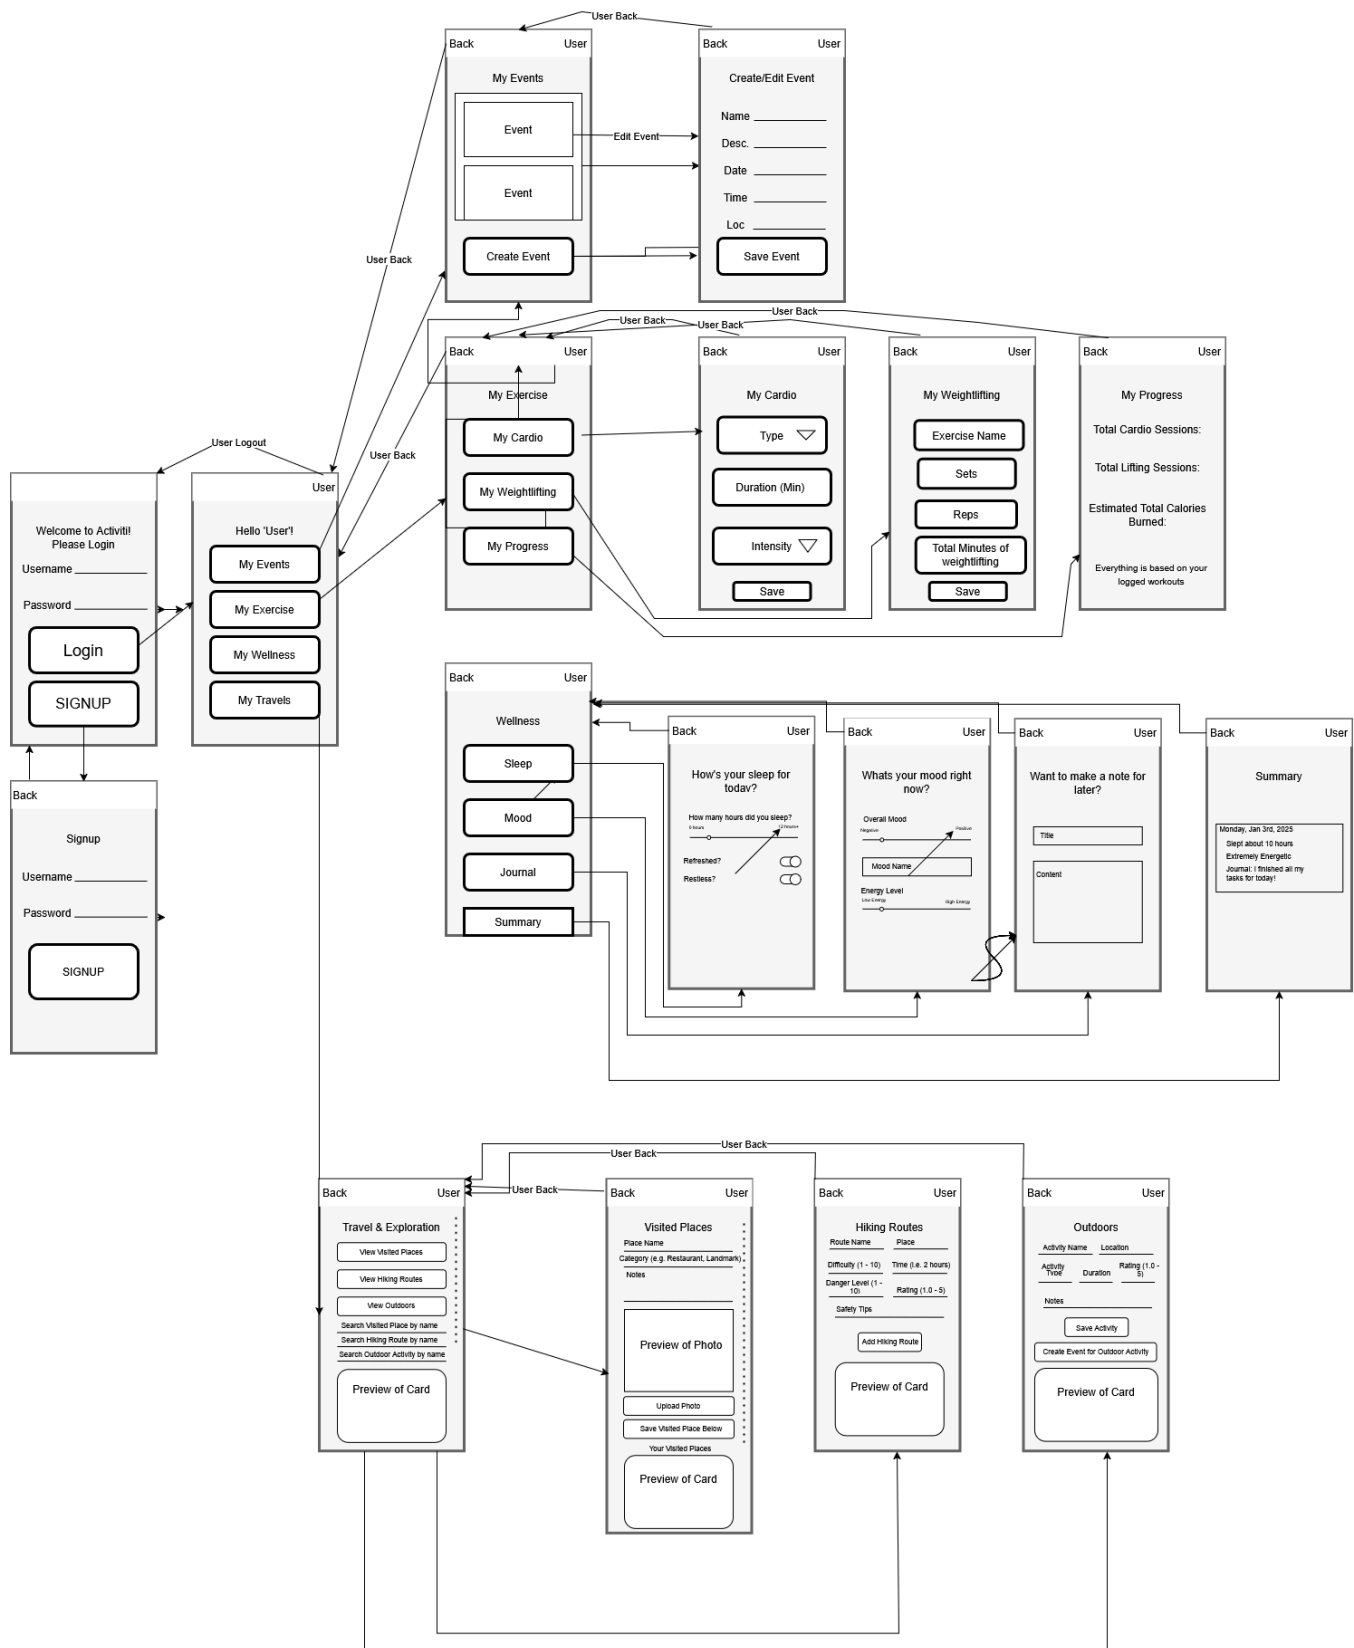 User Back
Back
User
My Events
Event
Event
Create Event
Edit Event
Back
User
Create/Edit Event
Name
Desc.
Date
Time
Loc
Save Event
User Back
User Back
User Back
User Back
User Back
Back
User
My Exercise
My Cardio
My Weightlifting
My Progress
Back
User
My Cardio
Type
Duration (Min)
Intensity
Save
Back
User
My Weightlifting
Exercise Name
Sets
Reps
Total Minutes of
weightlifting
Save
Back
User
My Progress
Total Cardio Sessions:
Total Lifting Sessions:
Estimated Total Calories
Burned:
Everything is based on your
logged workouts
User Logout
Welcome to Activiti!
Please Login
Username
Password
Login
SIGNUP
User
Hello 'User'!
My Events
My Exercise
My Wellness
My Travels
Back
Signup
Username
Password
SIGNUP
Back
User
Wellness
Sleep
Mood
Journal
Summary
Back
User
How's your sleep for
today?
How many hours did you sleep?
0 hours
12 hours+
Refreshed?
Restless?
Back
User
Whats your mood right
now?
Overall Mood
Negative
Positive
Mood Name
Energy Level
Low Energy
High Energy
Back
User
Want to make a note for
later?
Title
Content
Back
User
Summary
Monday, Jan 3rd, 2025
Slept about 10 hours
Extremely Energetic
Journal: I finished all my
tasks for today!
User Back
User Back
User Back
Back
User
Travel & Exploration
View Visited Places
View Hiking Routes
View Outdoors
Search Visited Place by name
Search Hiking Route by name
Search Outdoor Activity by name
Preview of Card
Back
User
Visited Places
Place Name
Category (e.g. Restaurant, Landmark)
Notes
Preview of Photo
Upload Photo
Save Visited Place Below
Your Visited Places
Preview of Card
Back
User
Hiking Routes
Route Name
Place
Difficulty (1 - 10)
Time (i.e. 2 hours)
Danger Level (1 -
10)
Rating (1.0 - 5)
Safety Tips
Add Hiking Route
Preview of Card
Back
User
Outdoors
Activity Name
Location
Activity
Type
Duration
Rating (1.0 -
5)
Notes
Save Activity
Create Event for Outdoor Activity
Preview of Card